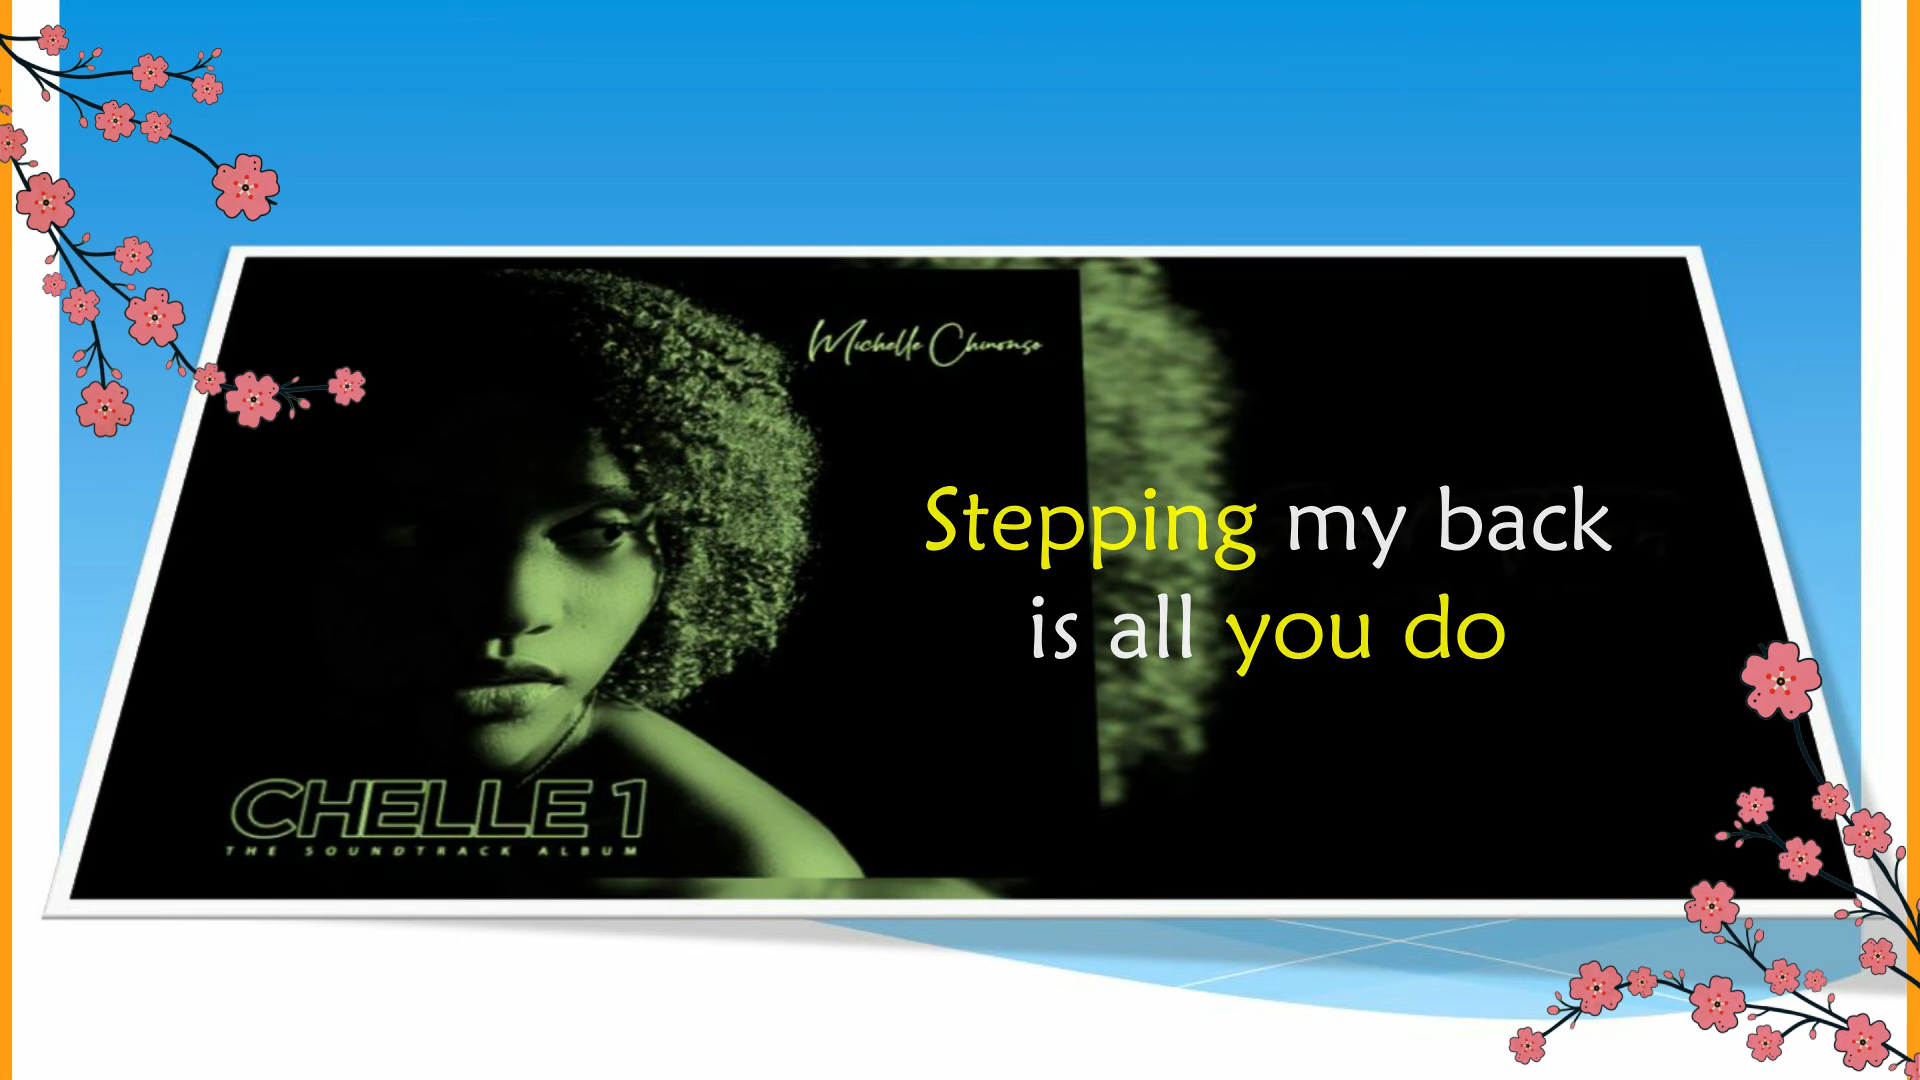 Michelle Chinonso
Stepping my back
is all you do
CHELLE 1
THE SOUNDTRACK ALBUM